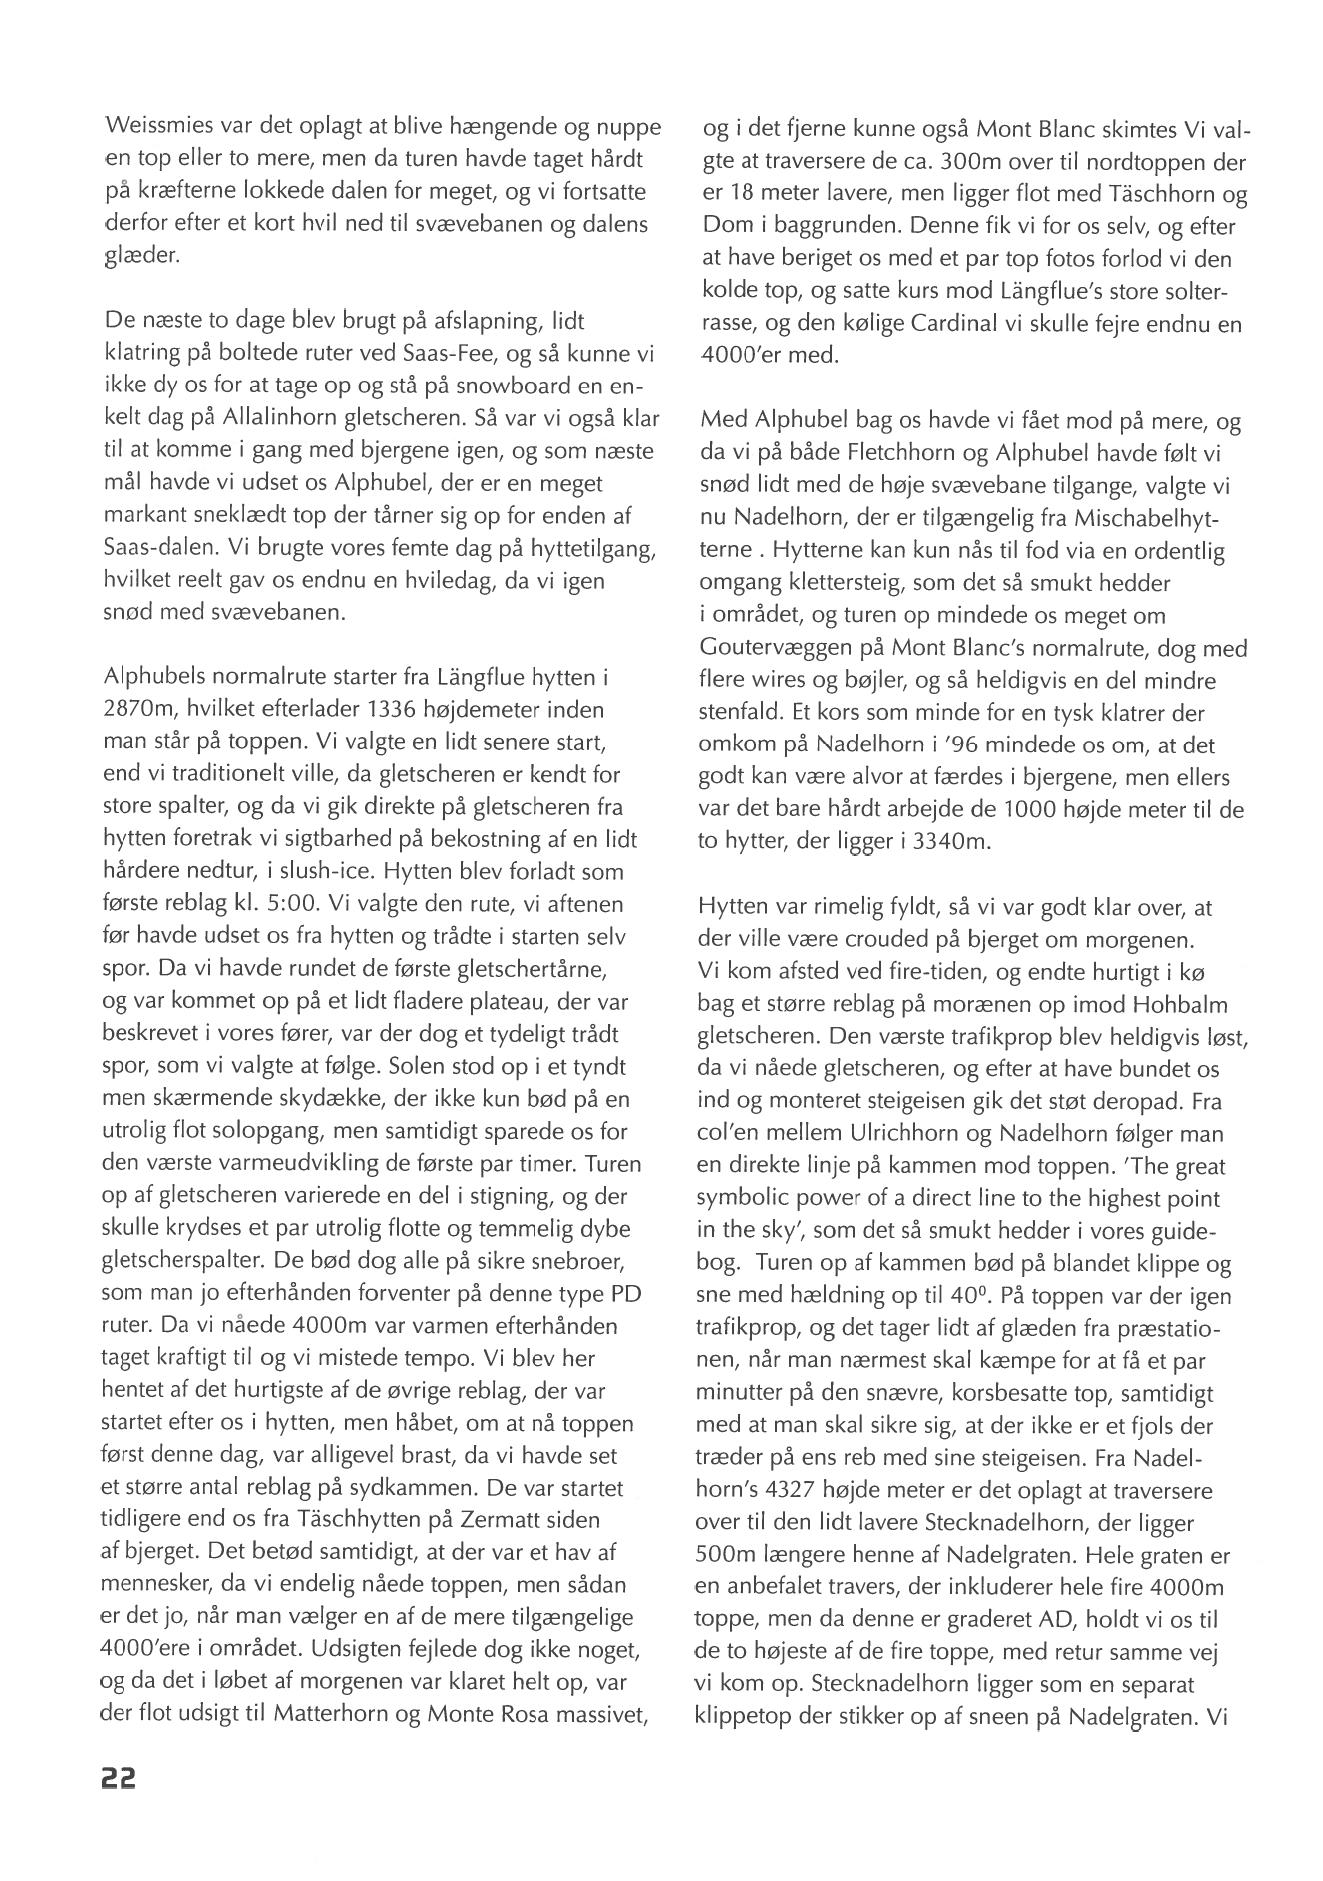 Weissmies var det oplagt at blive hængende og nuppe
en top eller to mere, men da turen havde taget hårdt
på kræfterne lokkede dalen for meget, og vi fortsatte
derfor efter et kort hvil ned til svævebanen og dalens
glæder.

De næste to dage blev brugt på afslapning, lidt
klatring på boltede ruter ved Saas-Fee, og så kunne vi
ikke dy os for at tage op og stå på snowboard en en-
kelt dag på Allalinhorn gletscheren. Så var vi også klar
til at komme i gang med bjergene igen, og som næste
mål havde vi udset os Alphubel, der er en meget
markant sneklædt top der tårner sig op for enden af
Saas-dalen. Vi brugte vores femte dag på hyttetilgang,
hvilket reelt gav os endnu en hviledag, da vi igen
snød med svævebanen.

Alphubels normalrute starter fra Längflue hytten i
2870m, hvilket efterlader 1336 højdemeter inden
man står på toppen. Vi valgte en lidt senere start,
end vi traditionelt ville, da gletscheren er kendt for
store spalter, og da vi gik direkte på gletscheren fra
hytten foretrak vi sigtbarhed på bekostning af en lidt
hårdere nedtur, i slush-ice. Hytten blev forladt som
første reblag kl. 5:00. Vi valgte den rute, vi aftenen
før havde udset os fra hytten og trådte i starten selv
spor. Da vi havde rundet de første gletschertårne,
og var kommet op på et lidt fladere plateau, der var
beskrevet i vores fører, var der dog et tydeligt trådt
spor, som vi valgte at følge. Solen stod op i et tyndt
men skærmende skydække, der ikke kun bød på en
utrolig flot solopgang, men samtidigt sparede os for
den værste varmeudvikling de første par timer. Turen
op af gletscheren varierede en del i stigning, og der
skulle krydses et par utrolig flotte og temmelig dybe
gletscherspalter. De bød dog alle på sikre snebroer,
som man jo efterhånden forventer på denne type PD
ruter. Da vi nåede 4000m var varmen efterhånden
taget kraftigt til og vi mistede tempo. Vi blev her
hentet af det hurtigste af de øvrige reblag, der var
startet efter os i hytten, men håbet, om at nå toppen
først denne dag, var alligevel brast, da vi havde set
et større antal reblag på sydkammen. De var startet
tidligere end os fra Täschhytten på Zermatt siden
af bjerget. Det betød samtidigt, at der var et hav af
mennesker, da vi endelig nåede toppen, men sådan
er det jo, når man vælger en af de mere tilgængelige
4000'ere i området. Udsigten fejlede dog ikke noget,
og da det i løbet af morgenen var klaret helt op, var
der flot udsigt til Matterhorn og Monte Rosa massivet,

og i det fjerne kunne også Mont Blanc skimtes Vi val-
gte at traversere de ca. 300m over til nordtoppen der
er 18 meter lavere, men ligger flot med Täschhorn og
Dom i baggrunden. Denne fik vi for os selv, og efter
at have beriget os med et par top fotos forlod vi den
kolde top, og satte kurs mod Längflue's store solter-
rasse, og den kølige Cardinal vi skulle fejre endnu en
4000'er med.

Med Alphubel bag os havde vi fået mod på mere, og
da vi på både Fletchhorn og Alphubel havde følt vi
snød lidt med de høje svævebane tilgange, valgte vi
nu Nadelhorn, der er tilgængelig fra Mischabelhyt-
terne . Hytterne kan kun nås til fod via en ordentlig
omgang klettersteig, som det så smukt hedder
i området, og turen op mindede os meget om
Goutervæggen på Mont Blanc's normalrute, dog med
flere wires og bøjler, og så heldigvis en del mindre
stenfald. Et kors som minde for en tysk klatrer der
omkom på Nadelhorn i '96 mindede os om, at det
godt kan være alvor at færdes i bjergene, men ellers
var det bare hårdt arbejde de 1000 højde meter til de
to hytter, der ligger i 3340m.

Hytten var rimelig fyldt, så vi var godt klar over, at
der ville være crouded på bjerget om morgenen.
Vi kom afsted ved fire-tiden, og endte hurtigt i kø
bag et større reblag på morænen op imod Hohbalm
gletscheren. Den værste trafikprop blev heldigvis løst,
da vi nåede gletscheren, og efter at have bundet os
ind og monteret steigeisen gik det støt deropad. Fra
col'en mellem Ulrichhorn og Nadelhorn følger man
en direkte linje på kammen mod toppen. 'The great
symbolic power of a direct line to the highest point
in the sky', som det så smukt hedder i vores guide-
bog.  Turen op af kammen bød på blandet klippe og
sne med hældning op til 40⁰. På toppen var der igen
trafikprop, og det tager lidt af glæden fra præstatio-
nen, når man nærmest skal kæmpe for at få et par
minutter på den snævre, korsbesatte top, samtidigt
med at man skal sikre sig, at der ikke er et fjols der
træder på ens reb med sine steigeisen. Fra Nadel-
horn's 4327 højde meter er det oplagt at traversere
over til den lidt lavere Stecknadelhorn, der ligger
500m længere henne af Nadelgraten. Hele graten er
en anbefalet travers, der inkluderer hele fire 4000m
toppe, men da denne er graderet AD, holdt vi os til
de to højeste af de fire toppe, med retur samme vej
vi kom op. Stecknadelhorn ligger som en separat
klippetop der stikker op af sneen på Nadelgraten. Vi

22